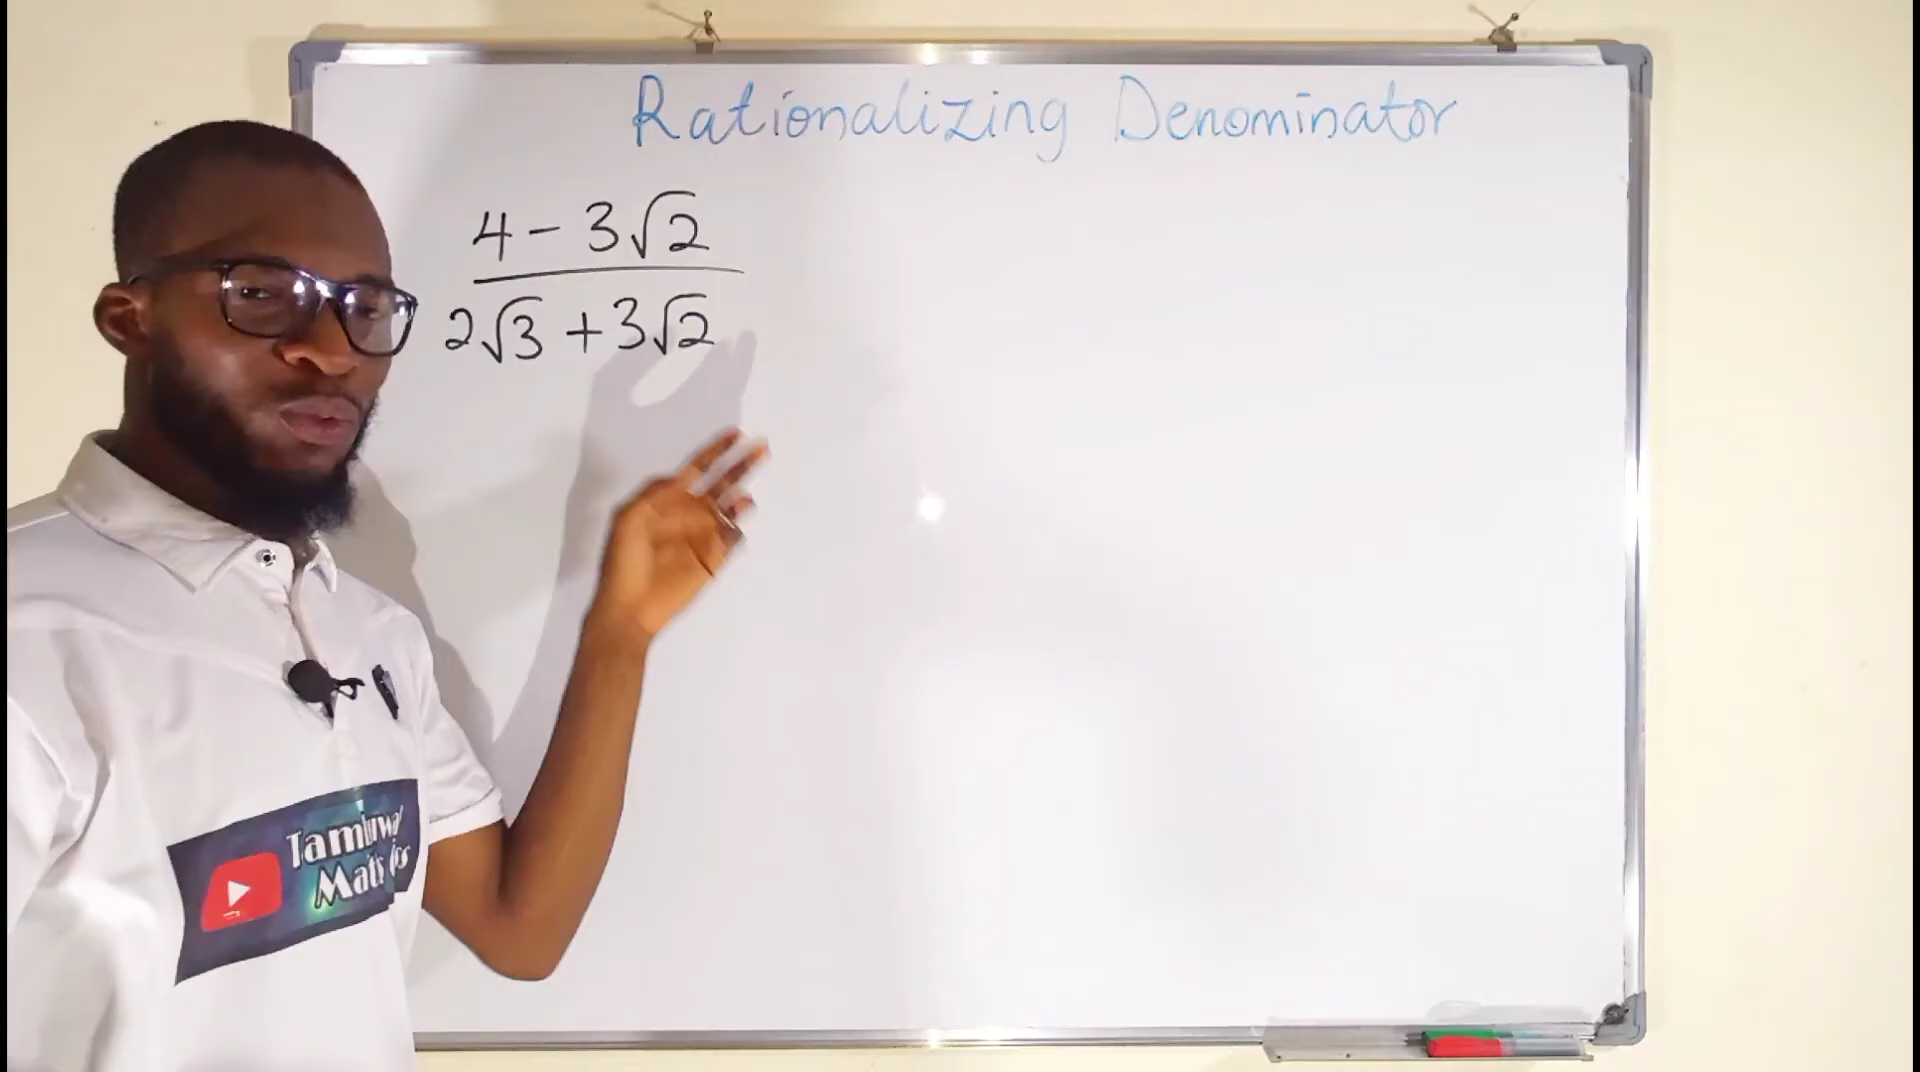 Rationalizing Denominator
4 - 3√2
2√3 + 3√2